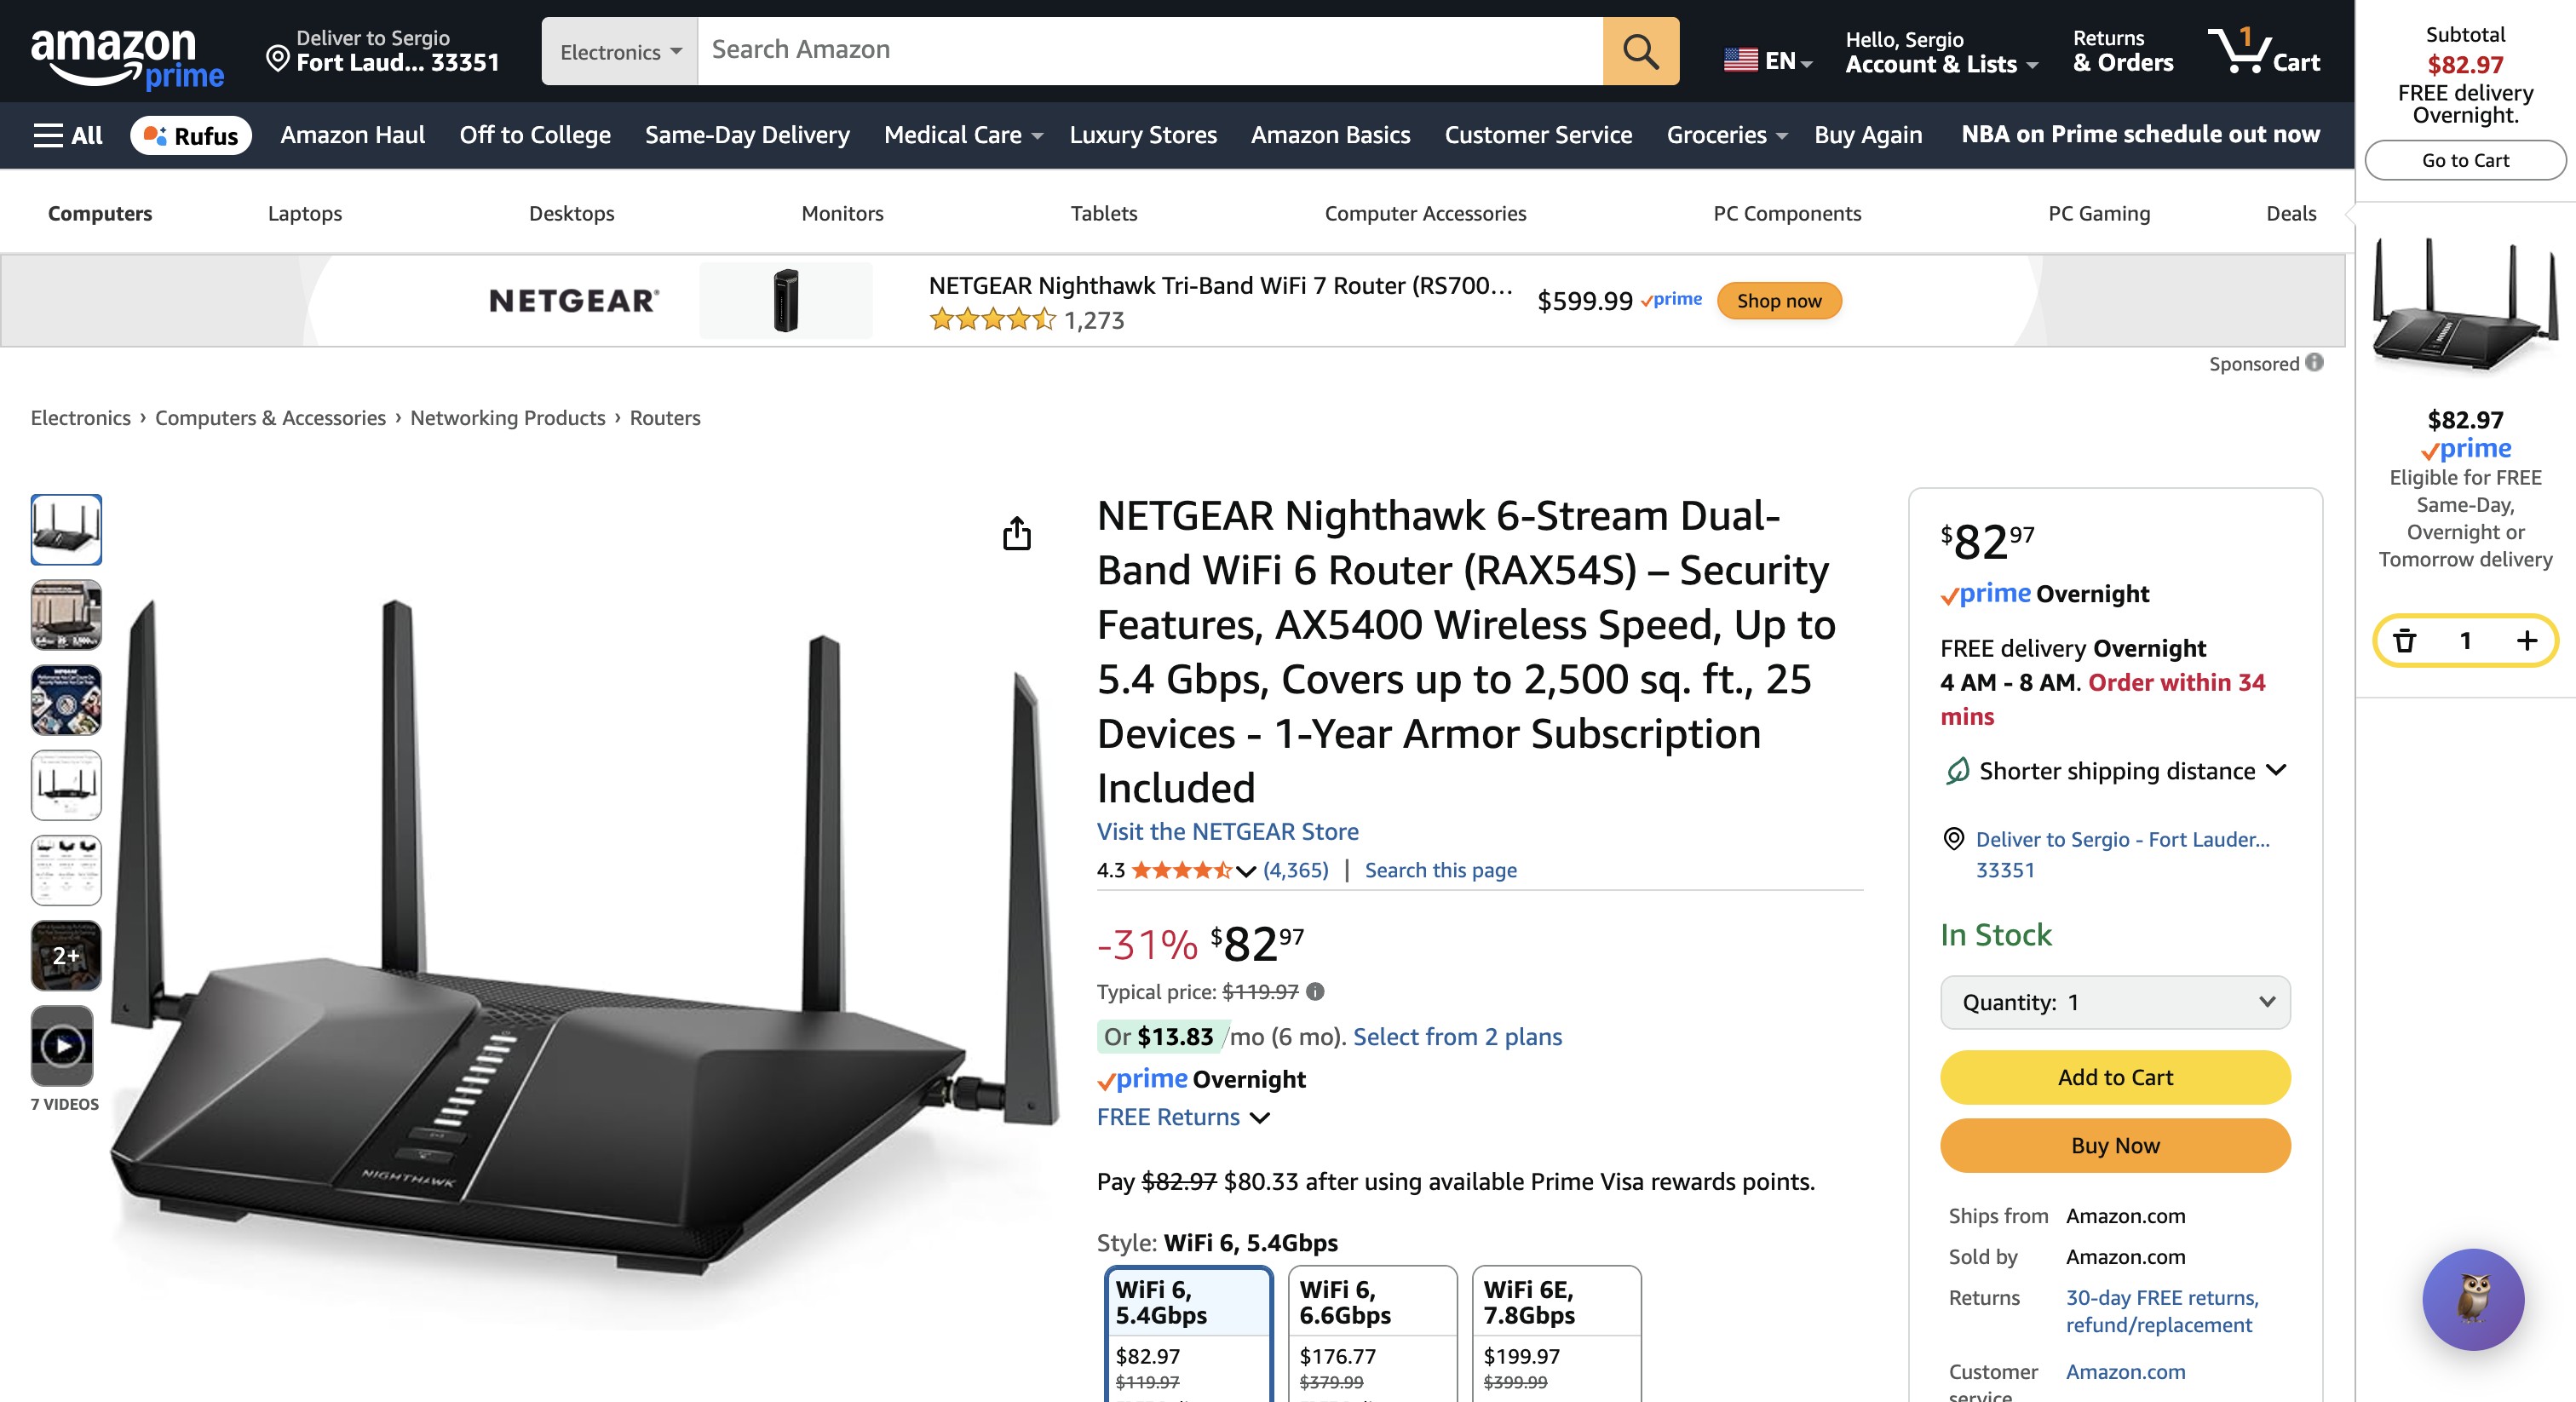 amazon
prime
Deliver to Sergio
Fort Laud... 33351
Electronics
Search Amazon
EN
Hello, Sergio
Account & Lists
Returns
& Orders
1
Cart
All
Rufus
Amazon Haul
Off to College
Same-Day Delivery
Medical Care
Luxury Stores
Amazon Basics
Customer Service
Groceries
Buy Again
NBA on Prime schedule out now
Computers
Laptops
Desktops
Monitors
Tablets
Computer Accessories
PC Components
PC Gaming
Deals
NETGEAR
NETGEAR Nighthawk Tri-Band WiFi 7 Router (RS700...
1,273
$599.99 prime
Shop now
Sponsored
Electronics › Computers & Accessories › Networking Products › Routers
2+
7 VIDEOS
NIGHTHAWK
NETGEAR Nighthawk 6-Stream Dual-
Band WiFi 6 Router (RAX54S) – Security
Features, AX5400 Wireless Speed, Up to
5.4 Gbps, Covers up to 2,500 sq. ft., 25
Devices - 1-Year Armor Subscription
Included
Visit the NETGEAR Store
4.3 (4,365) | Search this page
-31% $82 97
Typical price: $119.97
Or $13.83 /mo (6 mo). Select from 2 plans
prime Overnight
FREE Returns
Pay $82.97 $80.33 after using available Prime Visa rewards points.
Style: WiFi 6, 5.4Gbps
WiFi 6,
5.4Gbps
$82.97
$119.97
WiFi 6,
6.6Gbps
$176.77
$379.99
WiFi 6E,
7.8Gbps
$199.97
$399.99
$82 97
prime Overnight
FREE delivery Overnight
4 AM - 8 AM. Order within 34
mins
Shorter shipping distance
Deliver to Sergio - Fort Lauder...
33351
In Stock
Quantity: 1
Add to Cart
Buy Now
Ships from Amazon.com
Sold by Amazon.com
Returns 30-day FREE returns,
refund/replacement
Customer Amazon.com
service
Subtotal
$82.97
FREE delivery
Overnight.
Go to Cart
$82.97
prime
Eligible for FREE
Same-Day,
Overnight or
Tomorrow delivery
1